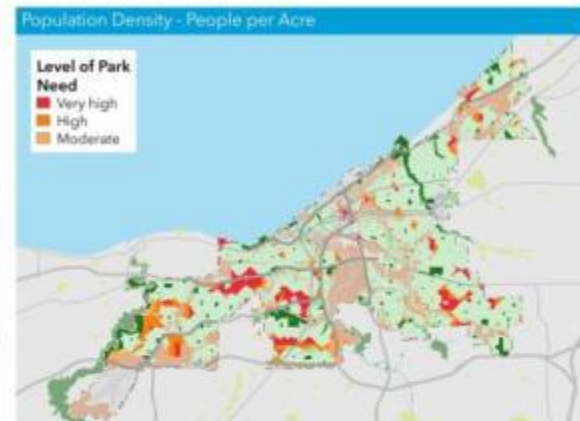 Population Density - People per Acre
Level of Park
Need
Very high
High
Moderate